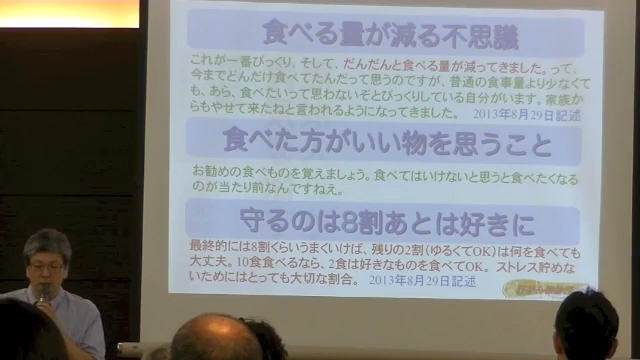 食べる量が減る不思議
これが一番びっくり、そして、だんだんと食べる量が減ってきました。って、
今までどんだけ食べてたんだって思うのですが、普通の食事量より少なくて
も、あら、食べたいって思わないぞとびっくりしている自分がいます。家族か
らもやせて来たねと言われるようになってきました。 2013年8月29日記述
食べた方がいい物を思うこと
お勧めの食べものを覚えましょう。食べてはいけないと思うと食べたくなる
のが当たり前なんですねぇ。
守るのは8割あとは好きに
最終的には8割くらいうまくいけば、残りの2割(ゆるくてOK)は何を食べても
大丈夫。10食食べるなら、2食は好きなものを食べてOK。 ストレス貯めな
いためにはとっても大切な割合。 2013年8月29日記述